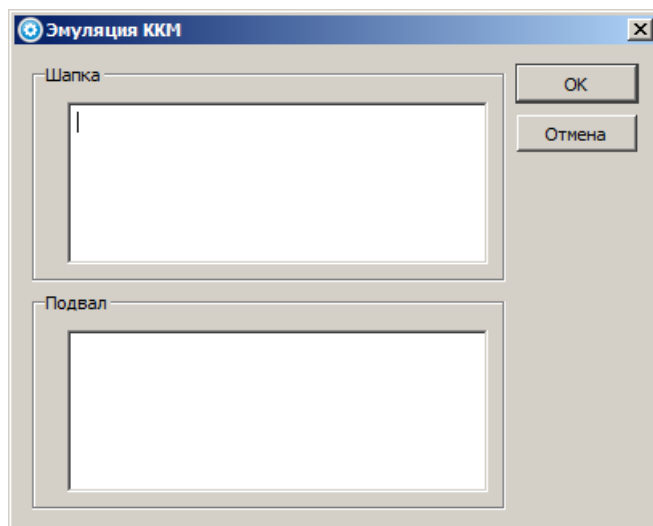 Эмуляция ККМ
Шапка
OK
Отмена
Подвал